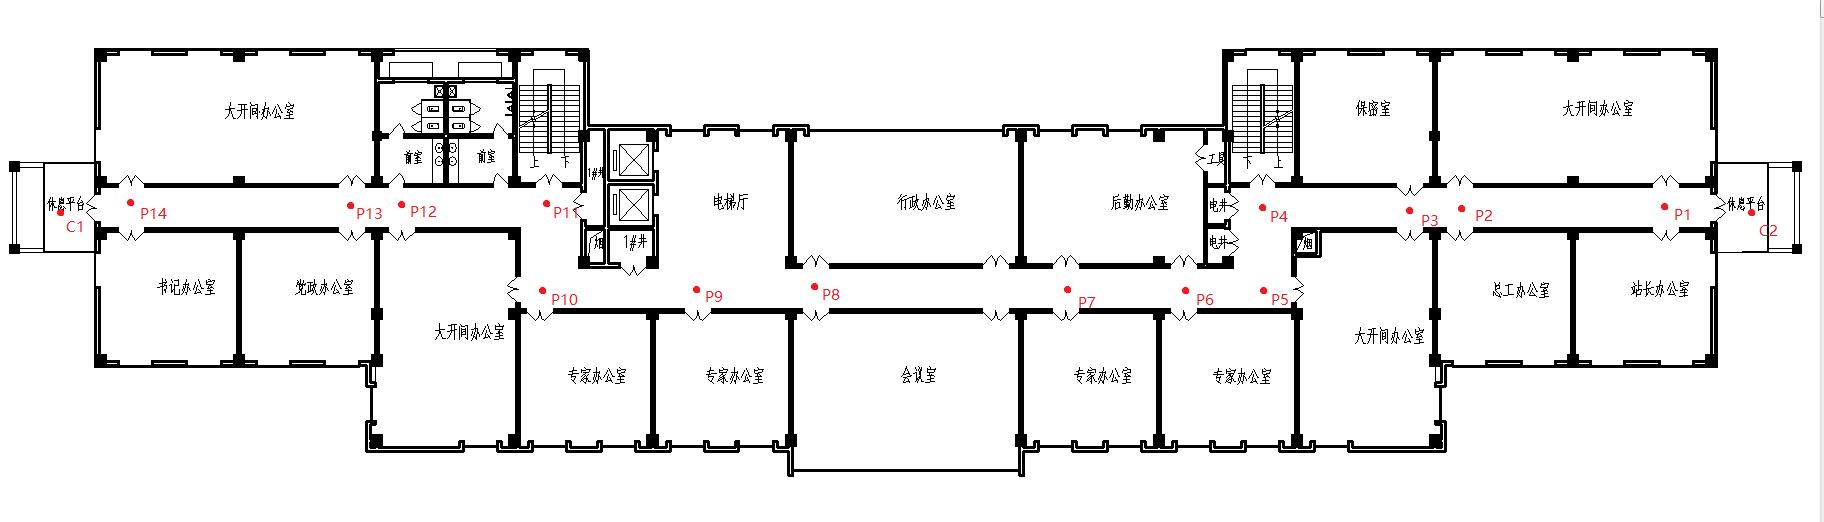 大开间办公室
保密室
大开间办公室
前室
前室
上
下
工具
下
上
1#井
休息平台
C1
P14
P13
P12
P11
电梯厅
行政办公室
后勤办公室
电井
P4
P3
P2
P1
休息平台
C2
烟
1#井
电井
烟
书记办公室
党政办公室
P10
P9
P8
P7
P6
P5
总工办公室
站长办公室
大开间办公室
大开间办公室
专家办公室
专家办公室
会议室
专家办公室
专家办公室